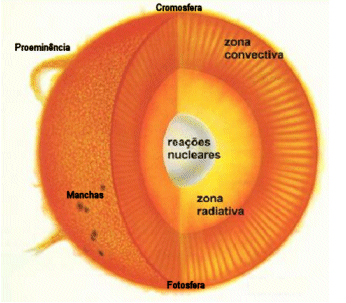 Cromosfera
Proeminência
zona
convectiva
reações
nucleares
Manchas
zona
radiativa
Fotosfera